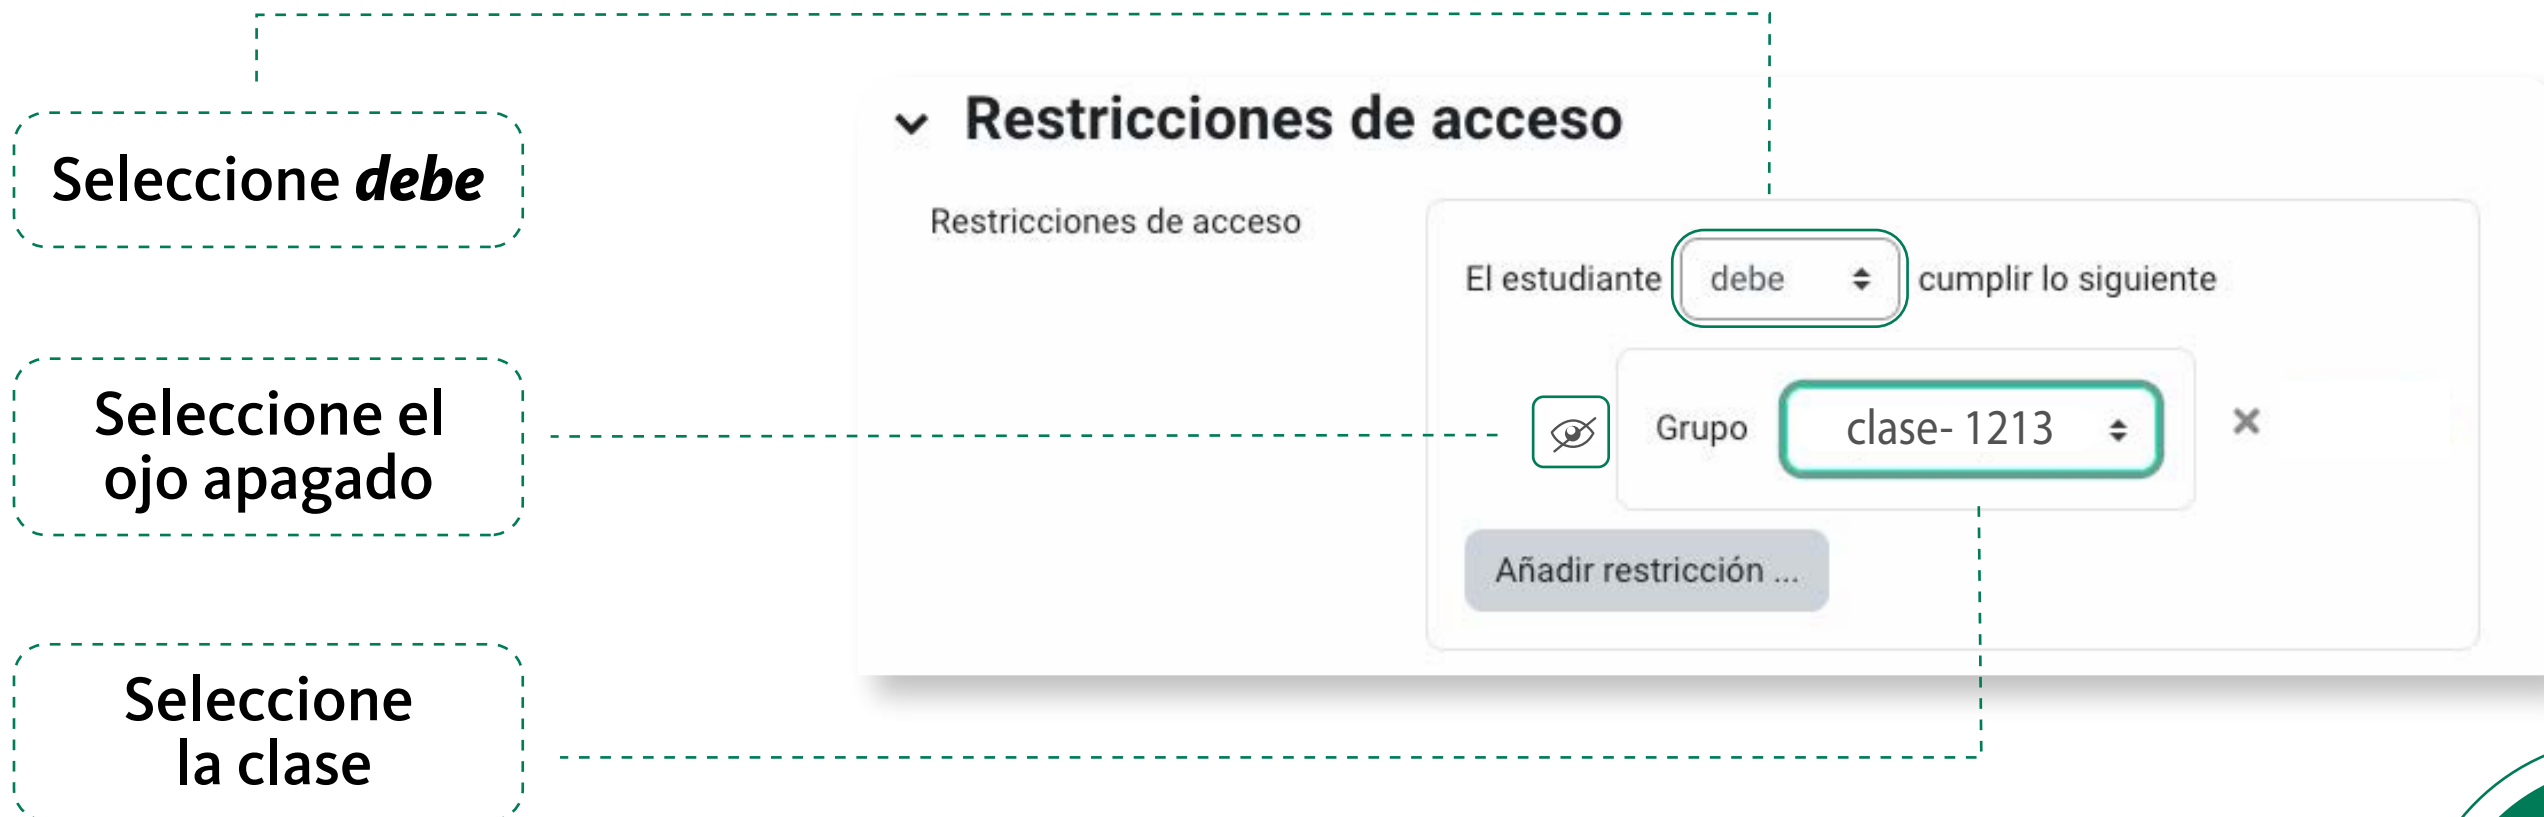 Seleccione debe
Seleccione el
ojo apagado
Seleccione
la clase
Restricciones de acceso
Restricciones de acceso
El estudiante debe cumplir lo siguiente
Grupo clase- 1213
Añadir restricción ...